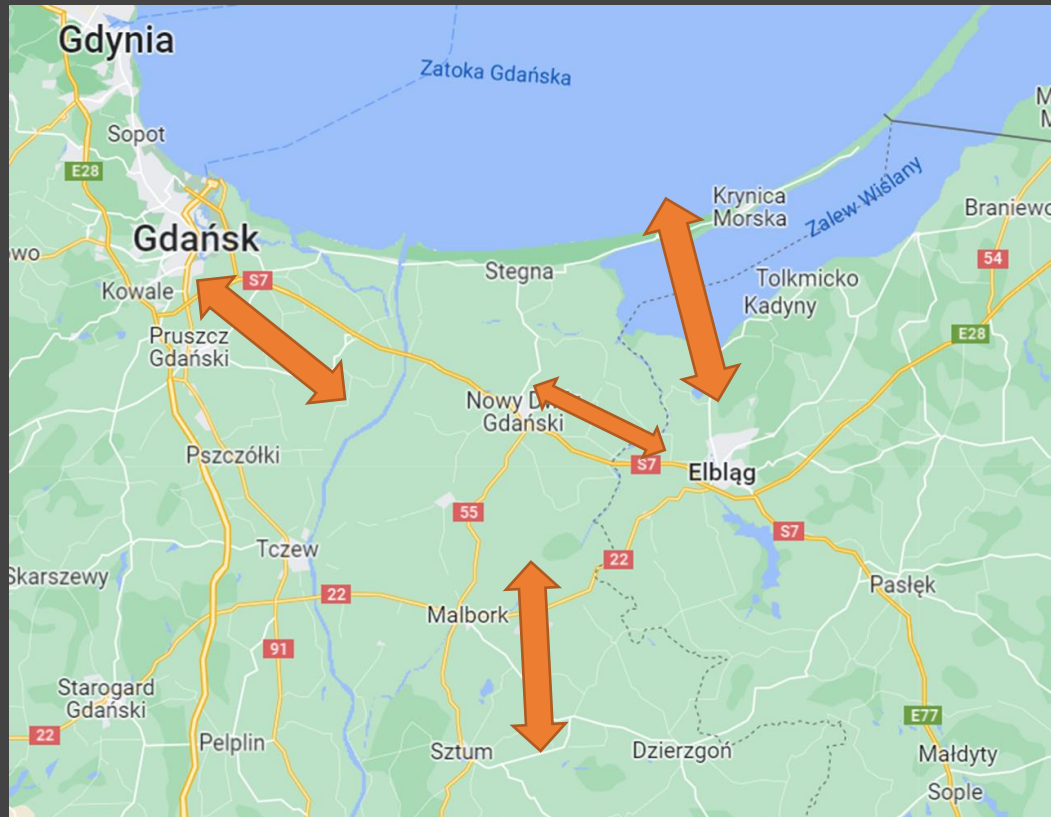 Gdynia
Zatoka Gdańska
Sopot
E28
Krynica
Morska
Zalew Wiślany
Braniewo
Gdańsk
54
Stegna
S7
Tolkmicko
Kowale
Kadyny
Pruszcz
Gdański
E28
Nowy D
Gdański
Pszczółki
S7
Elbląg
55
S7
Tczew
22
Skarszewy
22
Pasłęk
Malbork
91
Starogard
Gdański
E77
22
Pelplin
Sztum
Dzierzgoń
Małdyty
Sople